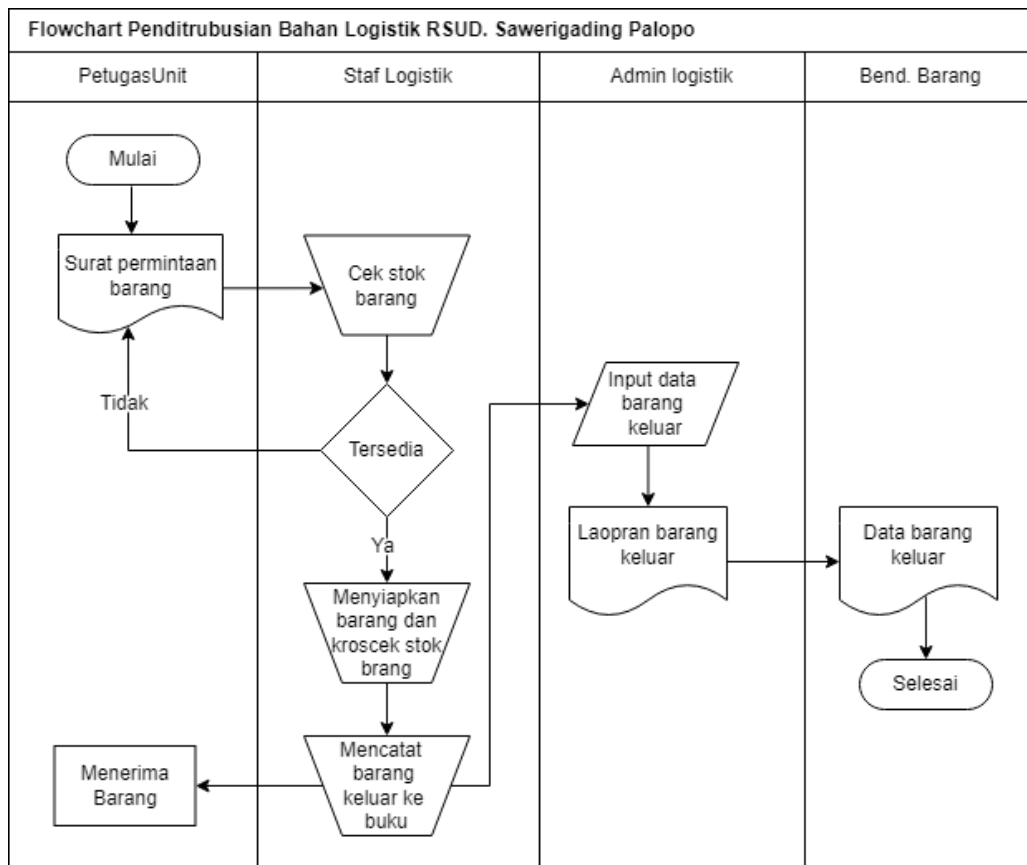 Flowchart Penditrubusian Bahan Logistik RSUD. Sawerigading Palopo
PetugasUnit
Staf Logistik
Admin logistik
Bend. Barang
Mulai
Surat permintaan
barang
Cek stok
barang
Tidak
Tersedia
Input data
barang
keluar
Ya
Laopran barang
keluar
Data barang
keluar
Menyiapkan
barang dan
kroscek stok
brang
Selesai
Menerima
Barang
Mencatat
barang
keluar ke
buku